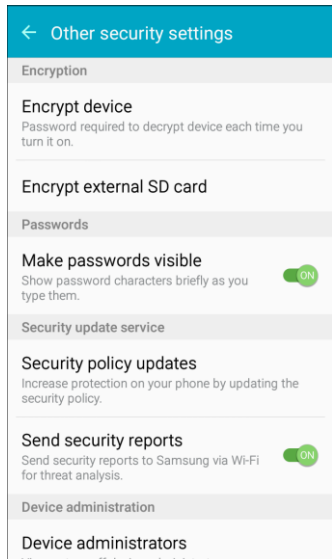 Other security settings
Encryption
Encrypt device
Password required to decrypt device each time you
turn it on.
Encrypt external SD card
Passwords
Make passwords visible
Show password characters briefly as you
type them.
ON
Security update service
Security policy updates
Increase protection on your phone by updating the
security policy.
Send security reports
Send security reports to Samsung via Wi-Fi
for threat analysis.
ON
Device administration
Device administrators